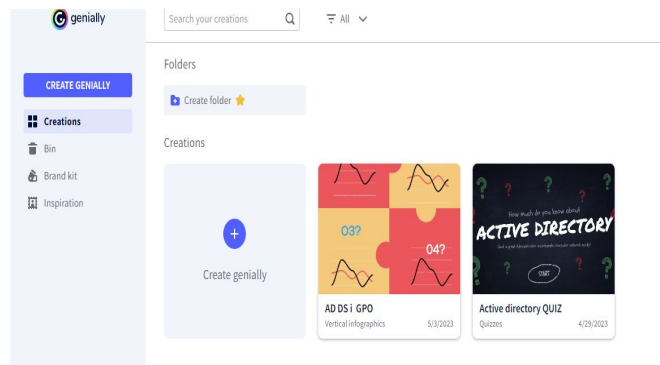 genially
Search your creations
All
CREATE GENIALLY
Creations
Bin
Brand kit
Inspiration
Folders
Create folder
Creations
Create genially
03?
04?
AD DS i GPO
Vertical infographics 5/3/2023
How much do you know about
ACTIVE DIRECTORY
START
Active directory QUIZ
Quizzes 4/29/2023